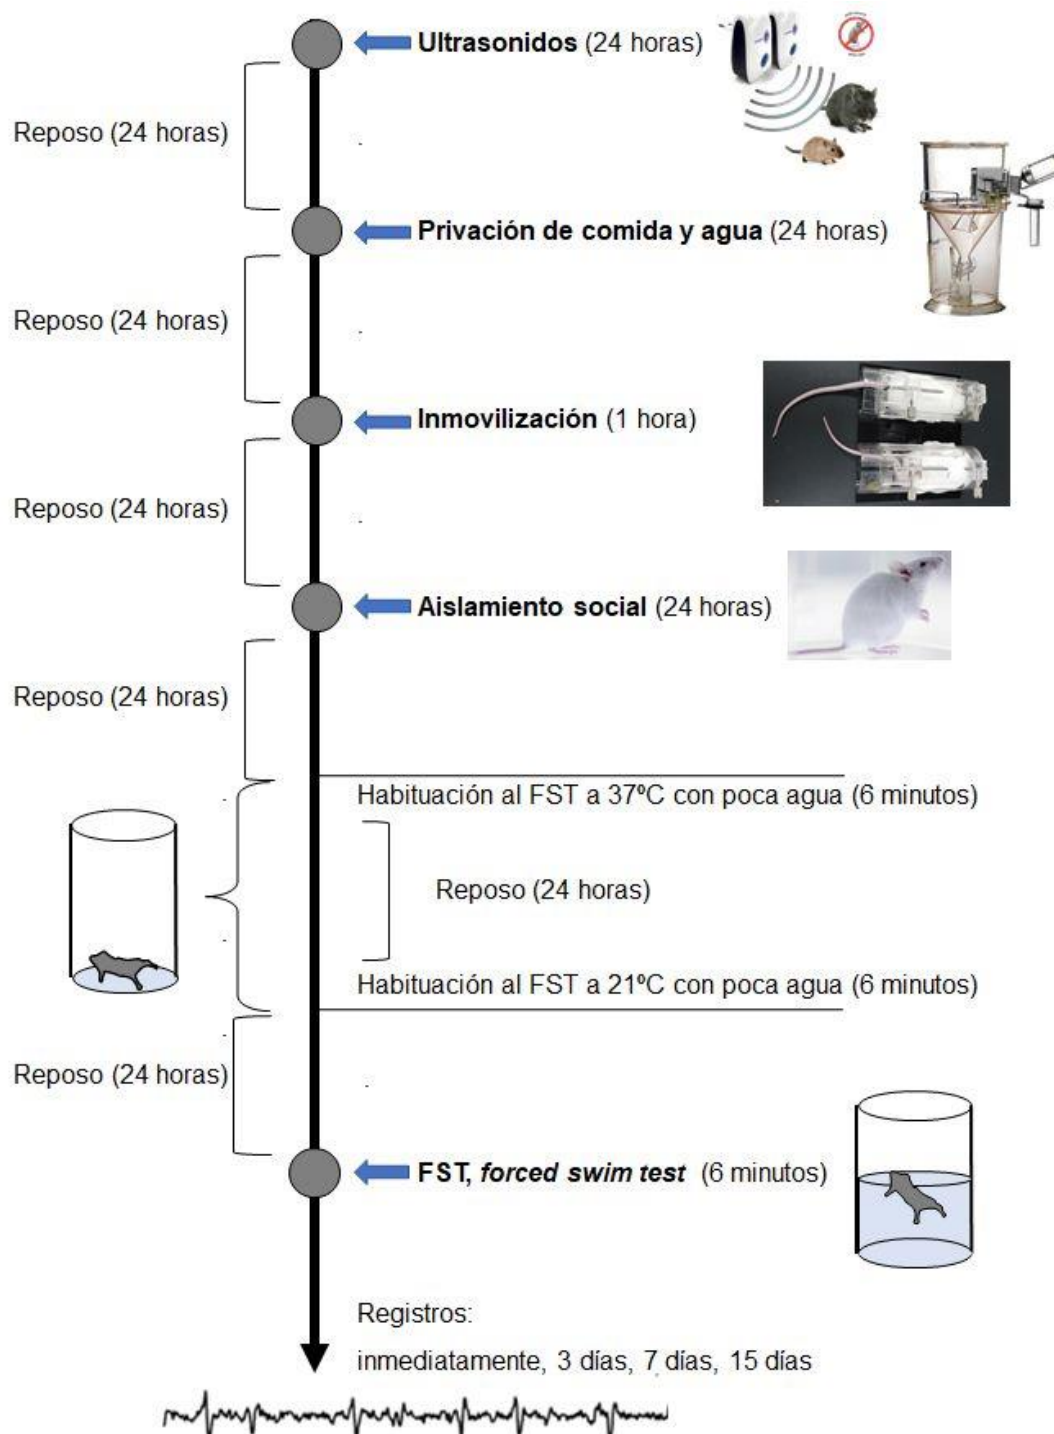 Ultrasonidos (24 horas)
Reposo (24 horas)
Privación de comida y agua (24 horas)
Reposo (24 horas)
Inmovilización (1 hora)
Reposo (24 horas)
Aislamiento social (24 horas)
Reposo (24 horas)
Habituación al FST a 37ºC con poca agua (6 minutos)
Reposo (24 horas)
Habituación al FST a 21ºC con poca agua (6 minutos)
Reposo (24 horas)
FST, forced swim test (6 minutos)
Registros:
inmediatamente, 3 días, 7 días, 15 días